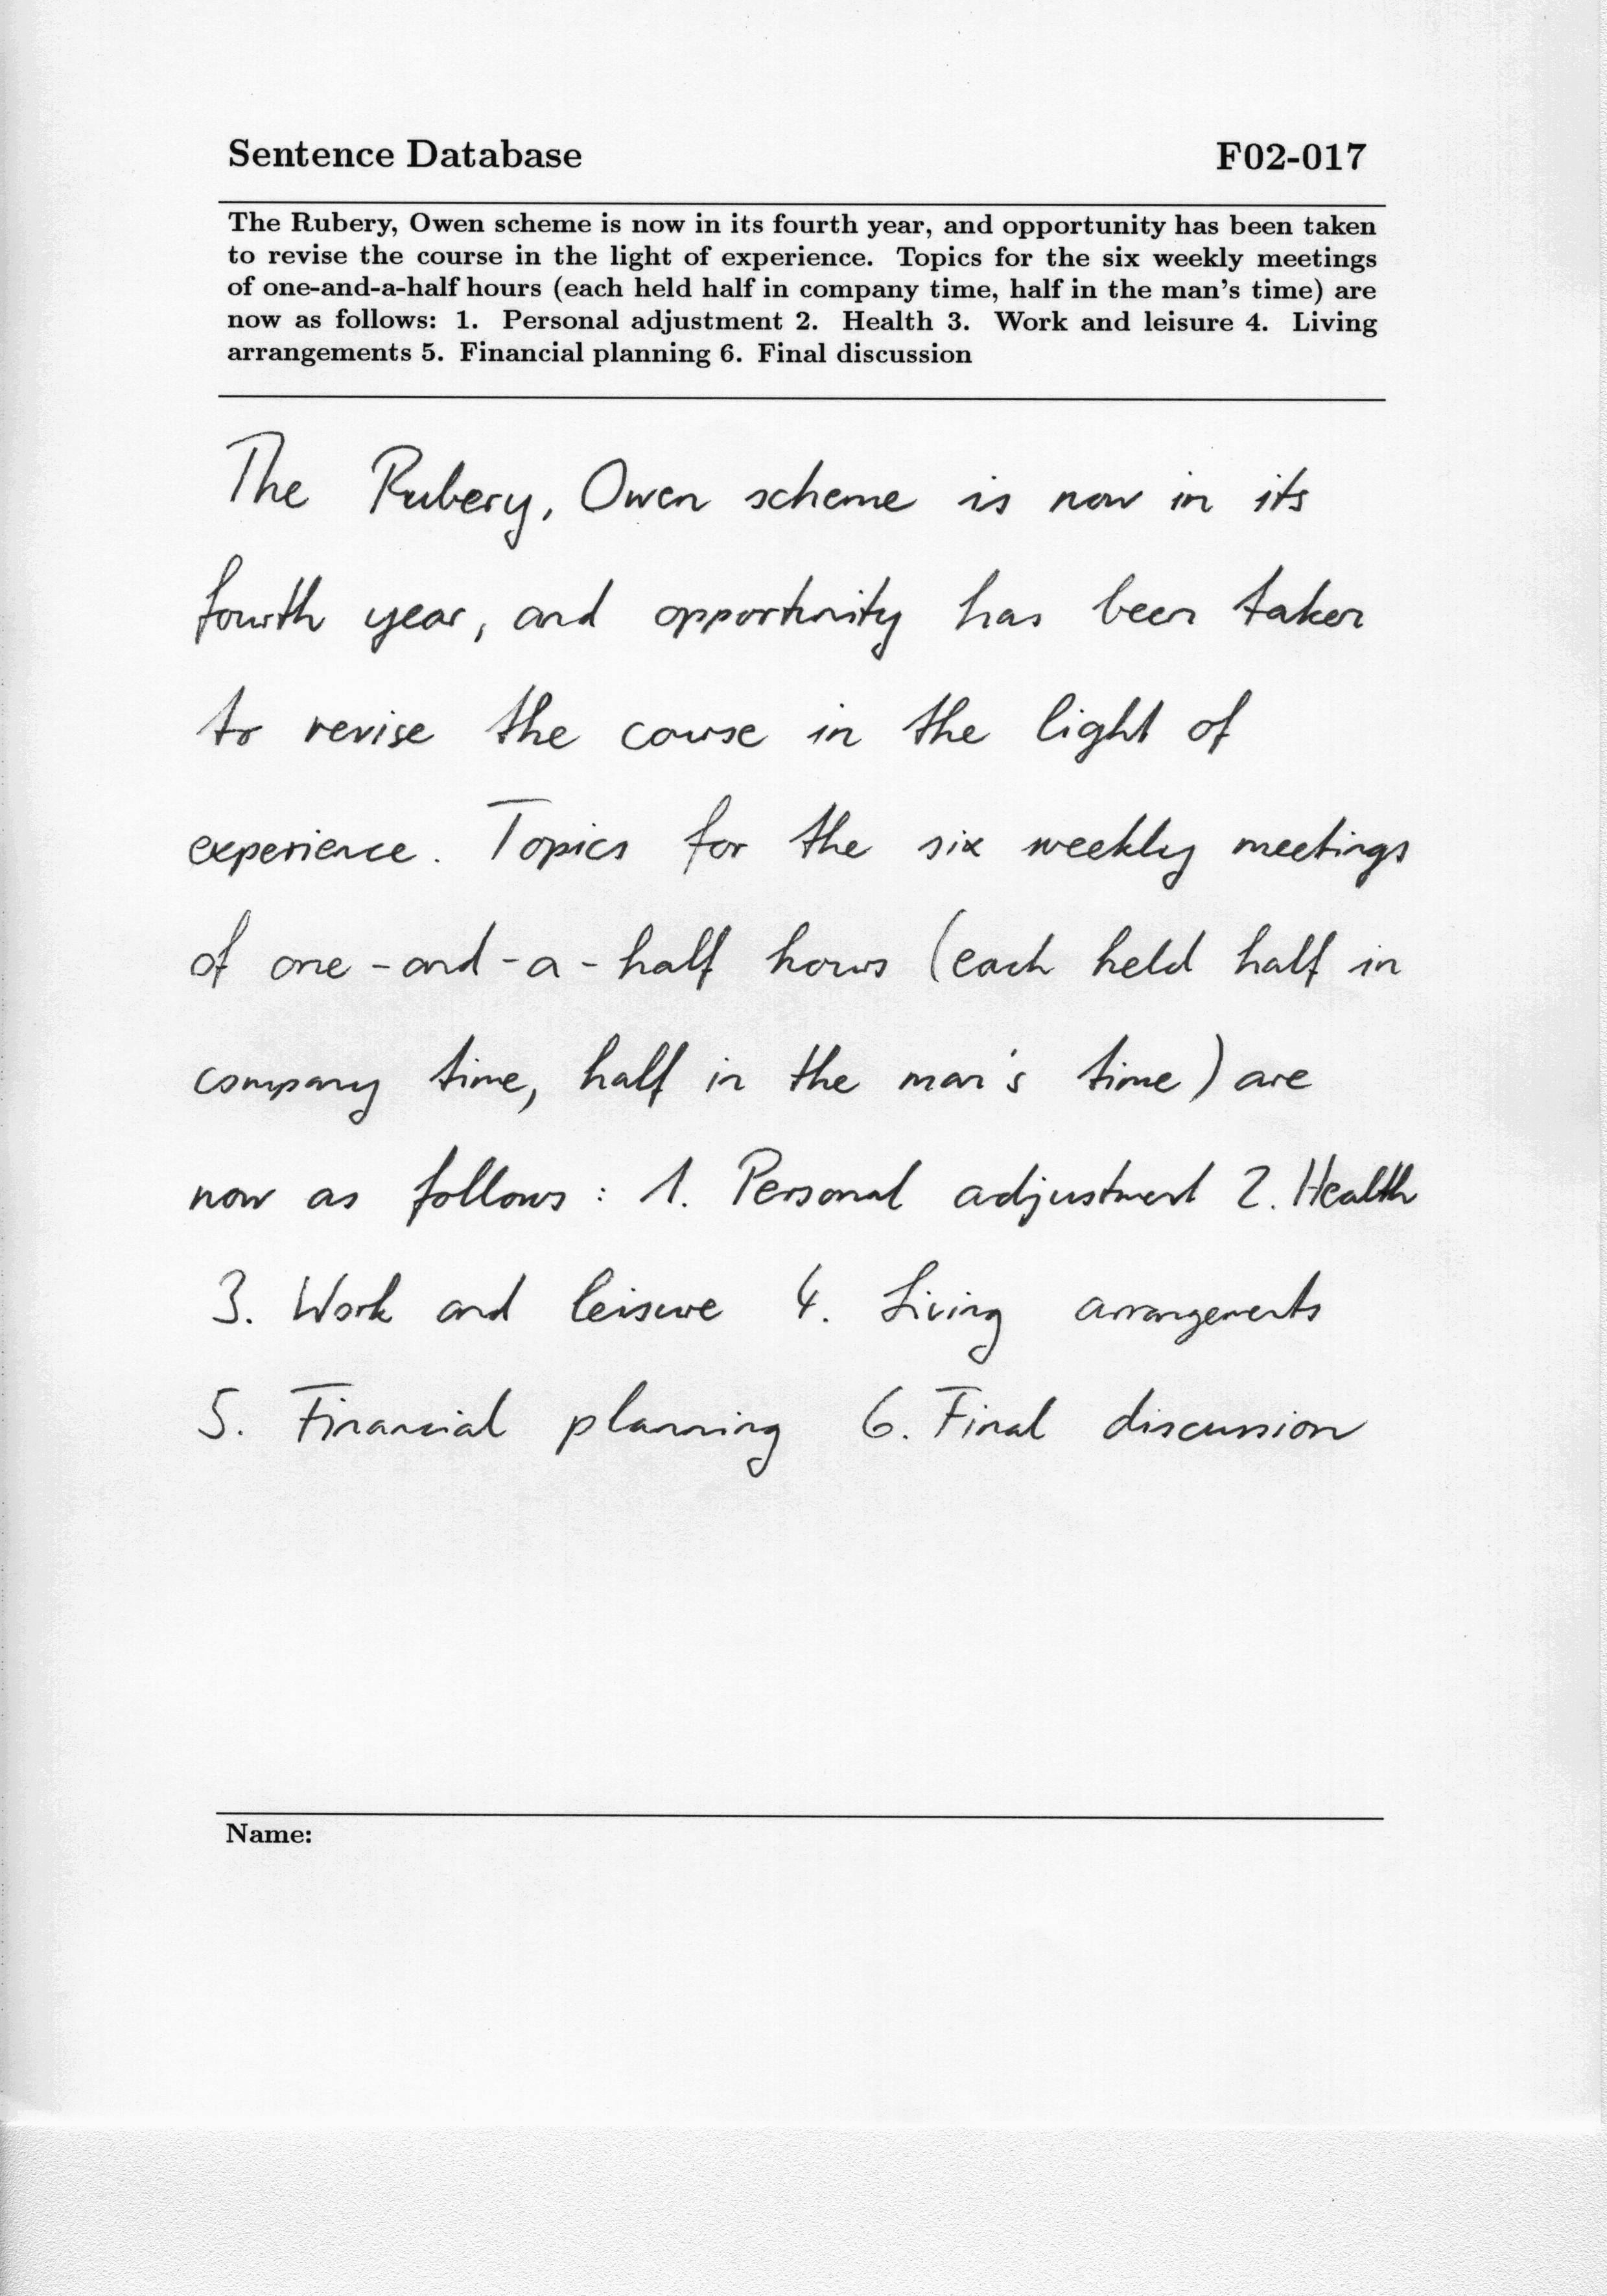 Sentence Database F02-017
The Rubery, Owen scheme is now in its fourth year, and opportunity has been taken
to revise the course in the light of experience. Topics for the six weekly meetings
of one-and-a-half hours (each held half in company time, half in the man's time) are
now as follows: 1. Personal adjustment 2. Health 3. Work and leisure 4. Living
arrangements 5. Financial planning 6. Final discussion
The Rubery, Owen scheme is now in its
fourth year, and opportunity has been taken
to revise the course in the light of
experience. Topics for the six weekly meetings
of one-and-a-half hours (each held half in
company time, half in the man's time) are
now as follows: 1. Personal adjustment 2. Health
3. Work and leisure 4. Living arrangements
5. Financial planning 6. Final discussion
Name: